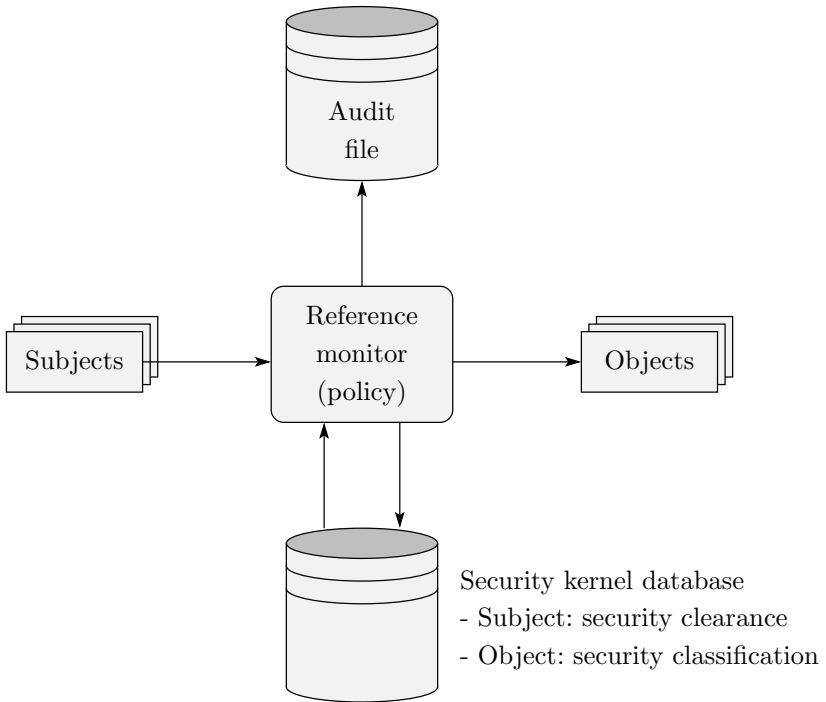 Audit
file
Reference
monitor
(policy)
Subjects
Objects
Security kernel database
- Subject: security clearance
- Object: security classification